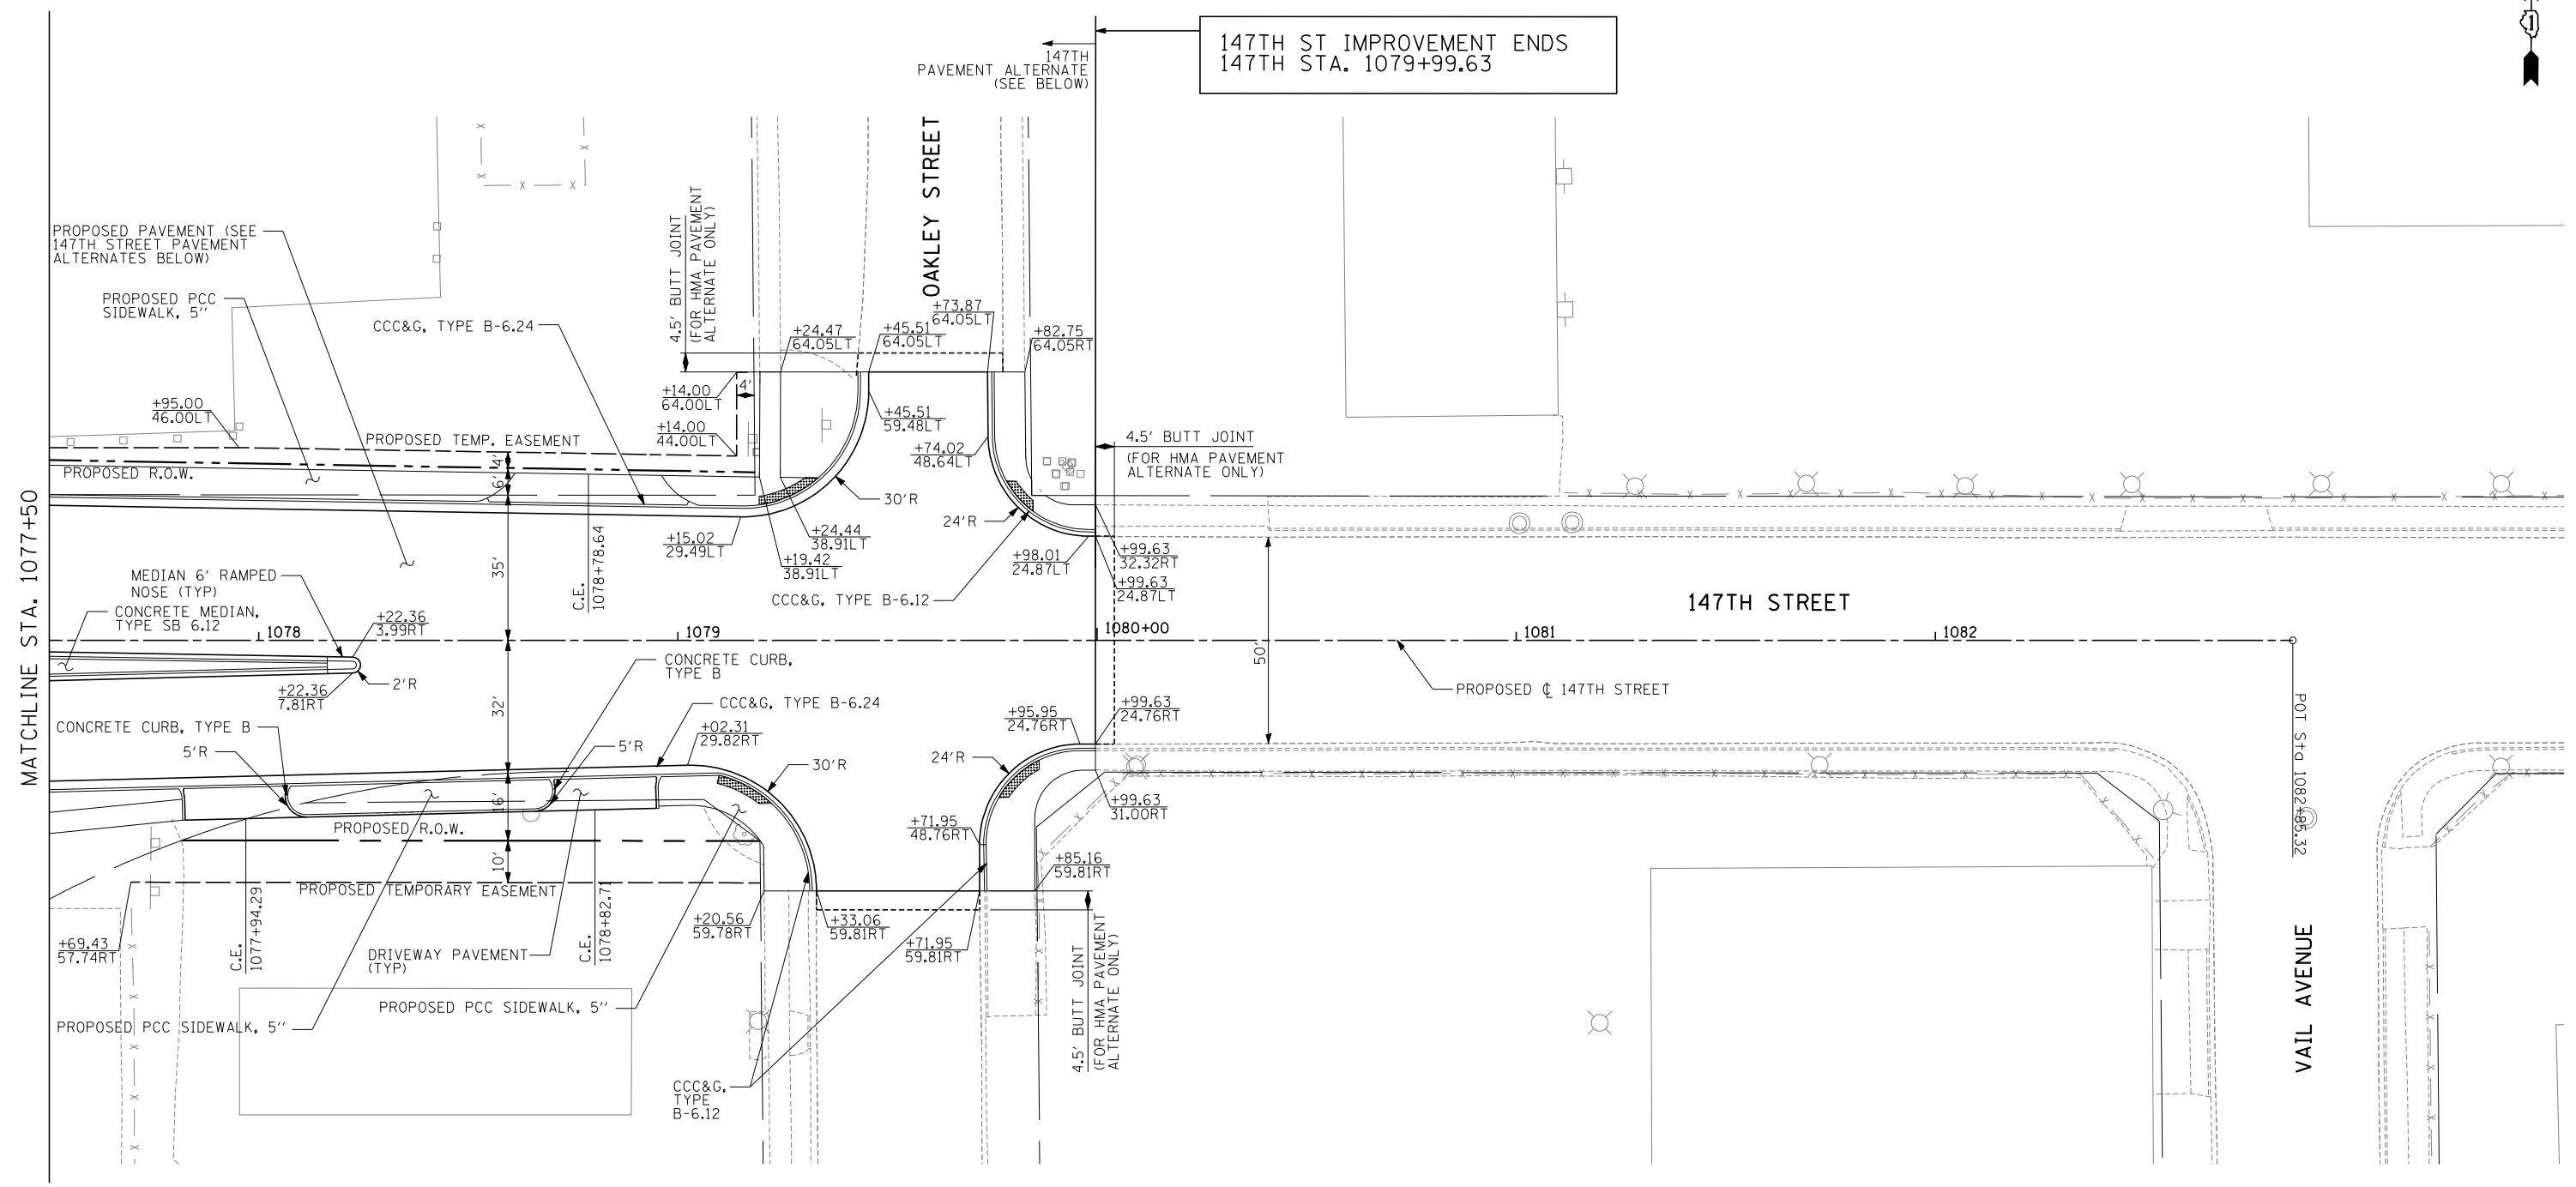 147TH ST IMPROVEMENT ENDS
147TH STA. 1079+99.63
147TH
PAVEMENT ALTERNATE
(SEE BELOW)
1
OAKLEY STREET
4.5' BUTT JOINT
(FOR HMA PAVEMENT
ALTERNATE ONLY)
PROPOSED PAVEMENT (SEE
147TH STREET PAVEMENT
ALTERNATES BELOW)
PROPOSED PCC
SIDEWALK, 5"
CCC&G, TYPE B-6.24
+24.47
64.05LT
+45.51
64.05LT
+73.87
64.05LT
+82.75
64.05RT
+95.00
46.00LT
+14.00
64.00LT
4'
+14.00
44.00LT
+45.51
59.48LT
+74.02
48.64LT
4.5' BUTT JOINT
(FOR HMA PAVEMENT
ALTERNATE ONLY)
PROPOSED TEMP. EASEMENT
PROPOSED R.O.W.
4'
6'
30'R
24'R
MATCHLINE STA. 1077+50
35'
C.E.
1078+78.64
+15.02
29.49LT
+24.44
38.91LT
+19.42
38.91LT
+98.01
24.87LT
+99.63
32.32RT
+99.63
24.87LT
MEDIAN 6' RAMPED
NOSE (TYP)
CONCRETE MEDIAN,
TYPE SB 6.12
+22.36
3.99RT
CCC&G, TYPE B-6.12
147TH STREET
1078
1079
1080+00
1081
1082
50'
CONCRETE CURB,
TYPE B
2'R
+22.36
7.81RT
PROPOSED ℄ 147TH STREET
32'
CCC&G, TYPE B-6.24
+02.31
29.82RT
+95.95
24.76RT
+99.63
24.76RT
CONCRETE CURB, TYPE B
5'R
5'R
30'R
24'R
POT Sta 1082+85.32
16'
+99.63
31.00RT
PROPOSED R.O.W.
+71.95
48.76RT
10'
+85.16
59.81RT
PROPOSED TEMPORARY EASEMENT
+69.43
57.74RT
C.E.
1077+94.29
C.E.
1078+82.71
+20.56
59.78RT
+33.06
59.81RT
+71.95
59.81RT
DRIVEWAY PAVEMENT
(TYP)
4.5' BUTT JOINT
(FOR HMA PAVEMENT
ALTERNATE ONLY)
VAIL AVENUE
PROPOSED PCC SIDEWALK, 5"
PROPOSED PCC SIDEWALK, 5"
CCC&G,
TYPE
B-6.12